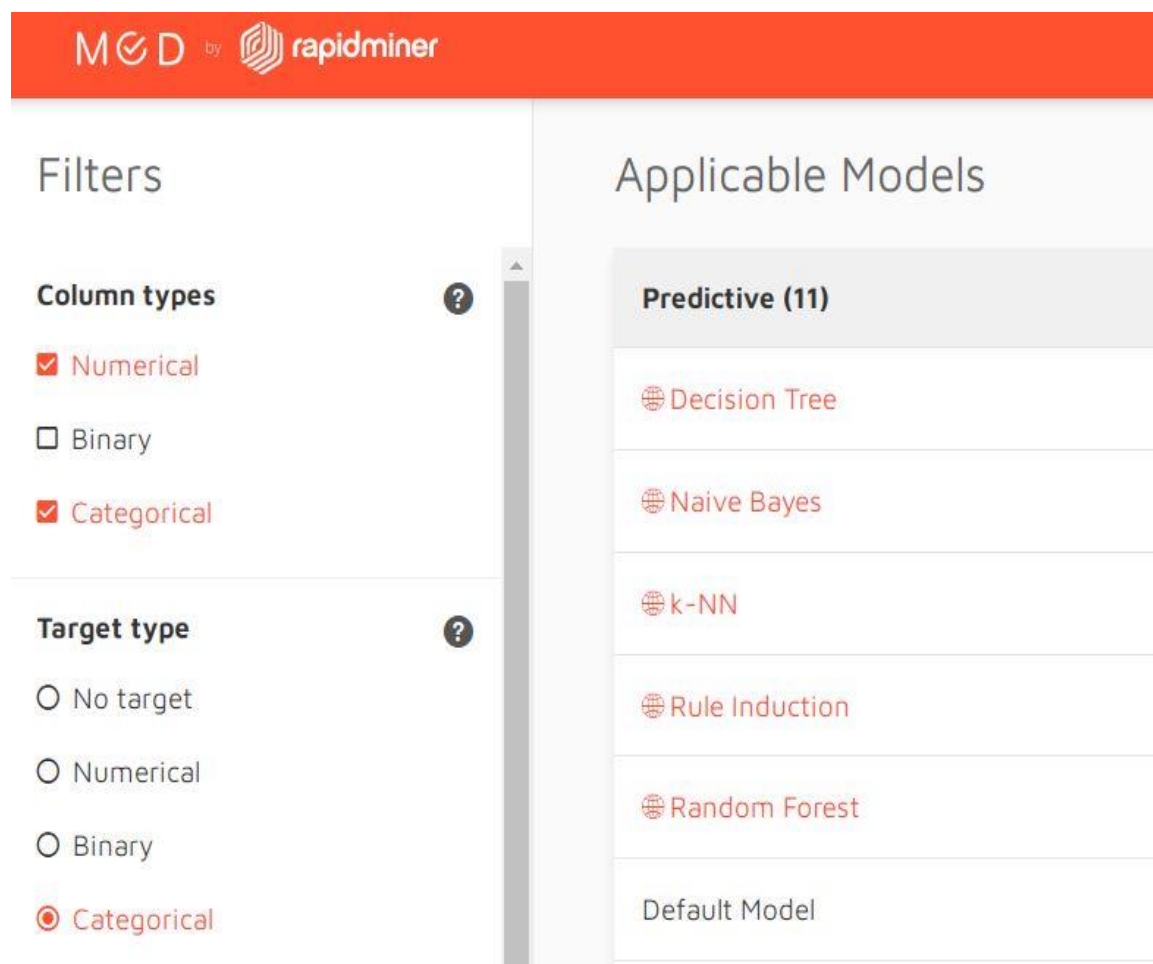 MOD by rapidminer
Filters
Column types
Numerical
Binary
Categorical
Target type
No target
Numerical
Binary
Categorical
Applicable Models
Predictive (11)
Decision Tree
Naive Bayes
k-NN
Rule Induction
Random Forest
Default Model